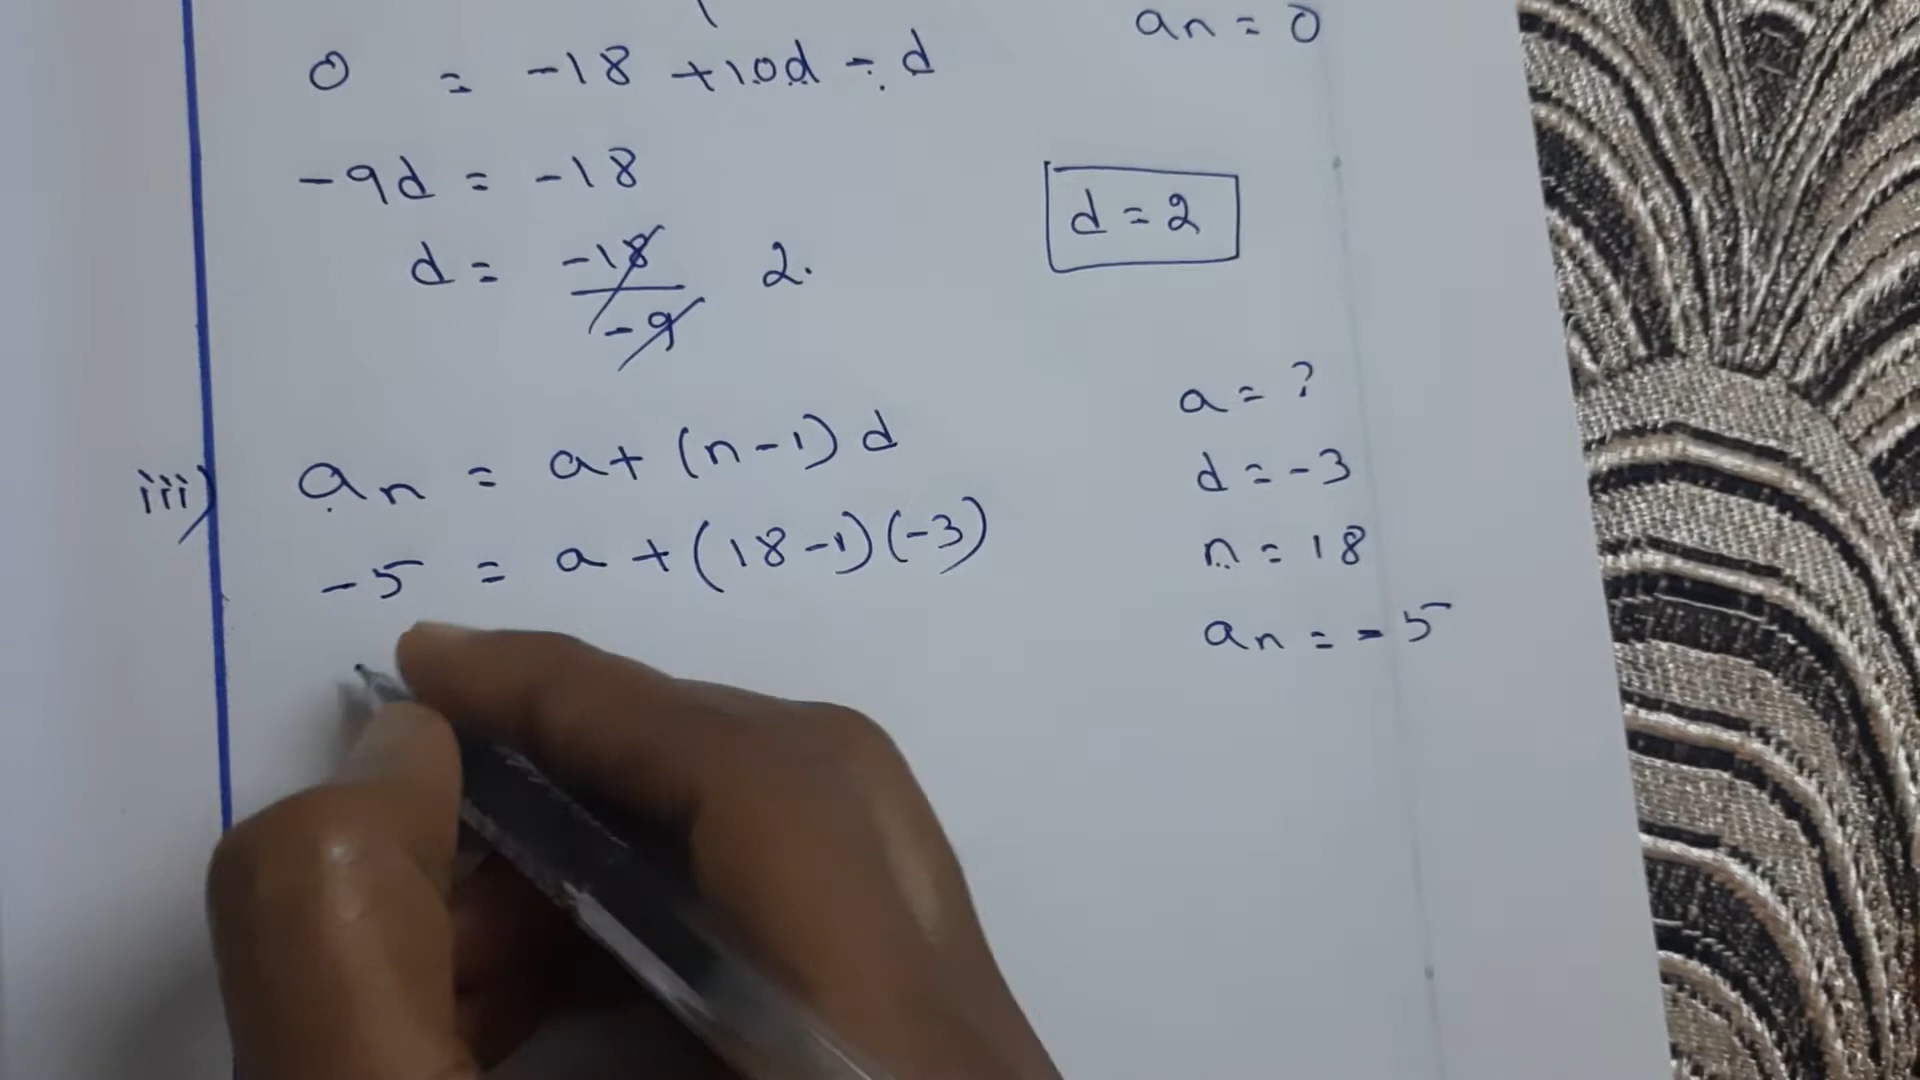 an = 0
0 = -18 + 10d - d
-9d = -18
d = 2
d = -18/-9 2.
a = ?
iii) an = a + (n-1) d
d = -3
-5 = a + (18-1)(-3)
n = 18
an = -5